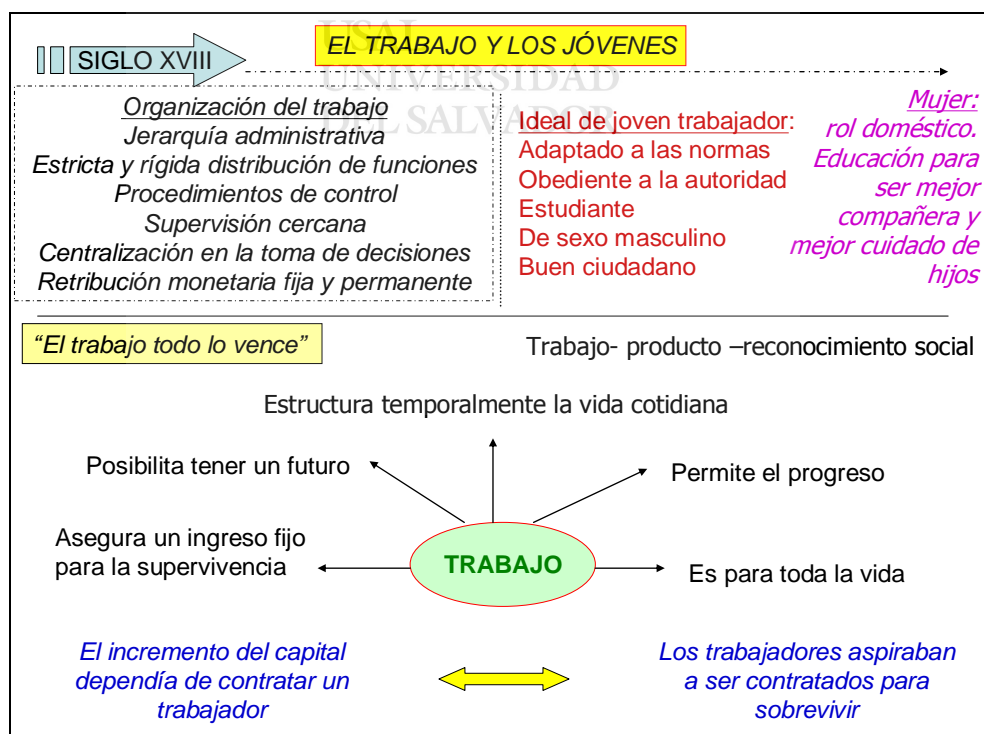 SIGLO XVIII
EL TRABAJO Y LOS JÓVENES
USAL
UNIVERSIDAD
DEL SALVADOR
Organización del trabajo
Jerarquía administrativa
Estricta y rígida distribución de funciones
Procedimientos de control
Supervisión cercana
Centralización en la toma de decisiones
Retribución monetaria fija y permanente
Ideal de joven trabajador:
Adaptado a las normas
Obediente a la autoridad
Estudiante
De sexo masculino
Buen ciudadano
Mujer:
rol doméstico.
Educación para
ser mejor
compañera y
mejor cuidado de
hijos
“El trabajo todo lo vence”
Trabajo- producto –reconocimiento social
Estructura temporalmente la vida cotidiana
Posibilita tener un futuro
Permite el progreso
Asegura un ingreso fijo
para la supervivencia
TRABAJO
Es para toda la vida
El incremento del capital
dependía de contratar un
trabajador
Los trabajadores aspiraban
a ser contratados para
sobrevivir